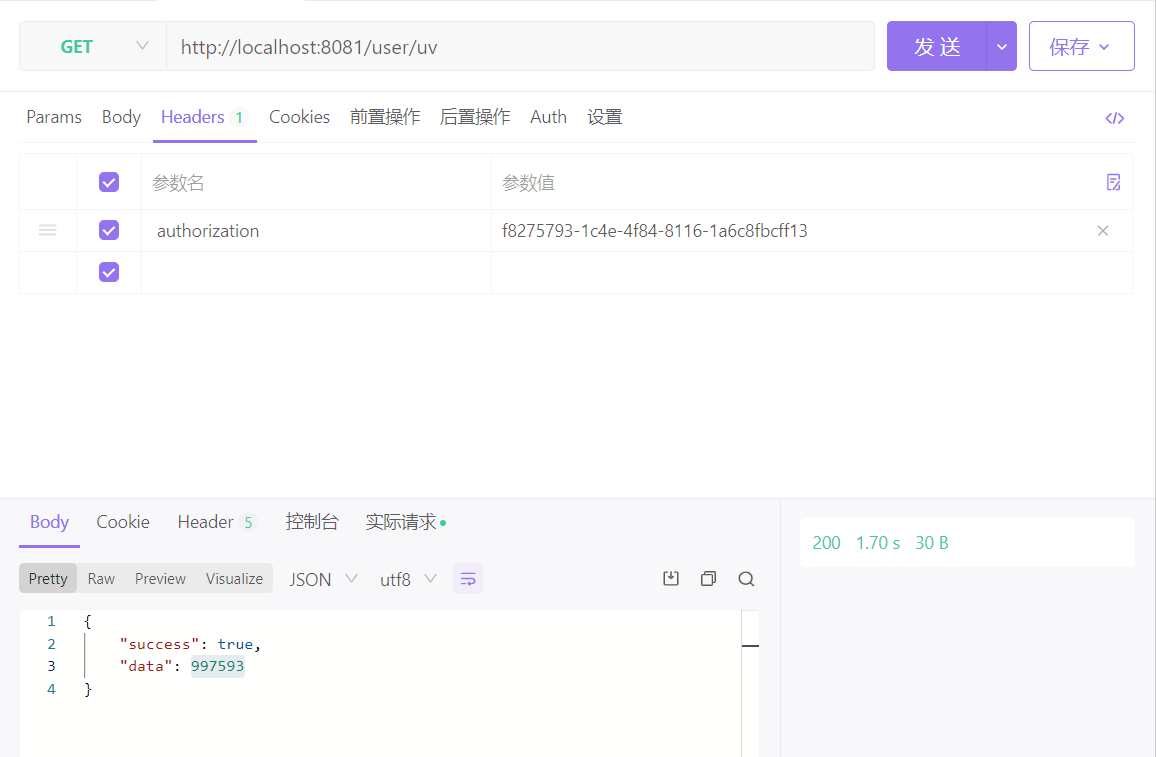 GET http://localhost:8081/user/uv 发 送 保存
Params Body Headers 1 Cookies 前置操作 后置操作 Auth 设置 </>
参数名 参数值
authorization f8275793-1c4e-4f84-8116-1a6c8fbcff13
Body Cookie Header 5 控制台 实际请求
200 1.70 s 30 B
Pretty Raw Preview Visualize JSON utf8
1 {
2 "success": true,
3 "data": 997593
4 }